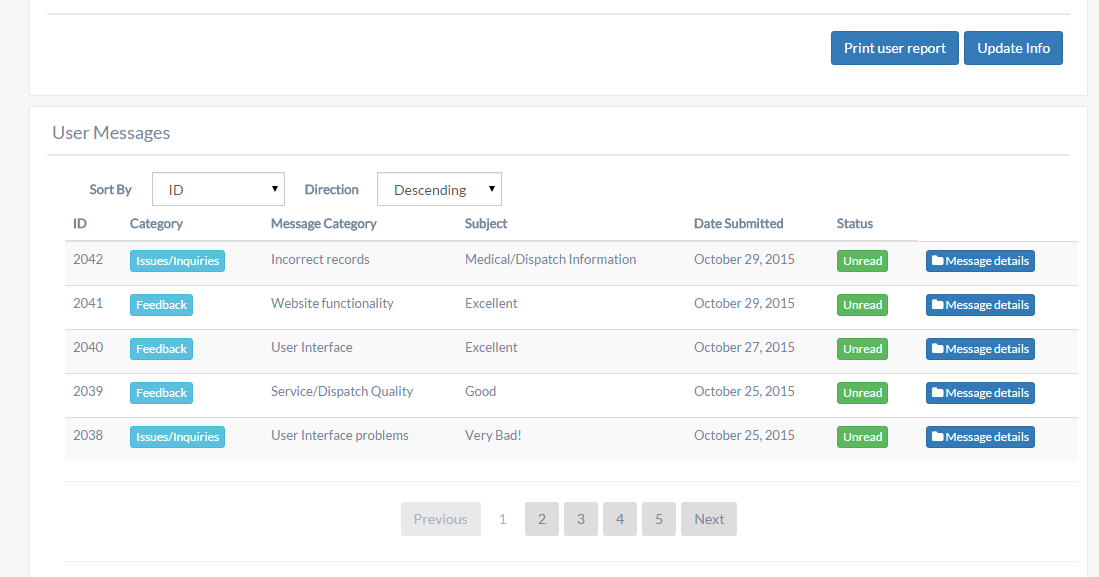 Print user report Update Info
User Messages
Sort By ID Direction Descending
ID Category Message Category Subject Date Submitted Status
2042 Issues/Inquiries Incorrect records Medical/Dispatch Information October 29, 2015 Unread Message details
2041 Feedback Website functionality Excellent October 29, 2015 Unread Message details
2040 Feedback User Interface Excellent October 27, 2015 Unread Message details
2039 Feedback Service/Dispatch Quality Good October 25, 2015 Unread Message details
2038 Issues/Inquiries User Interface problems Very Bad! October 25, 2015 Unread Message details
Previous 1 2 3 4 5 Next